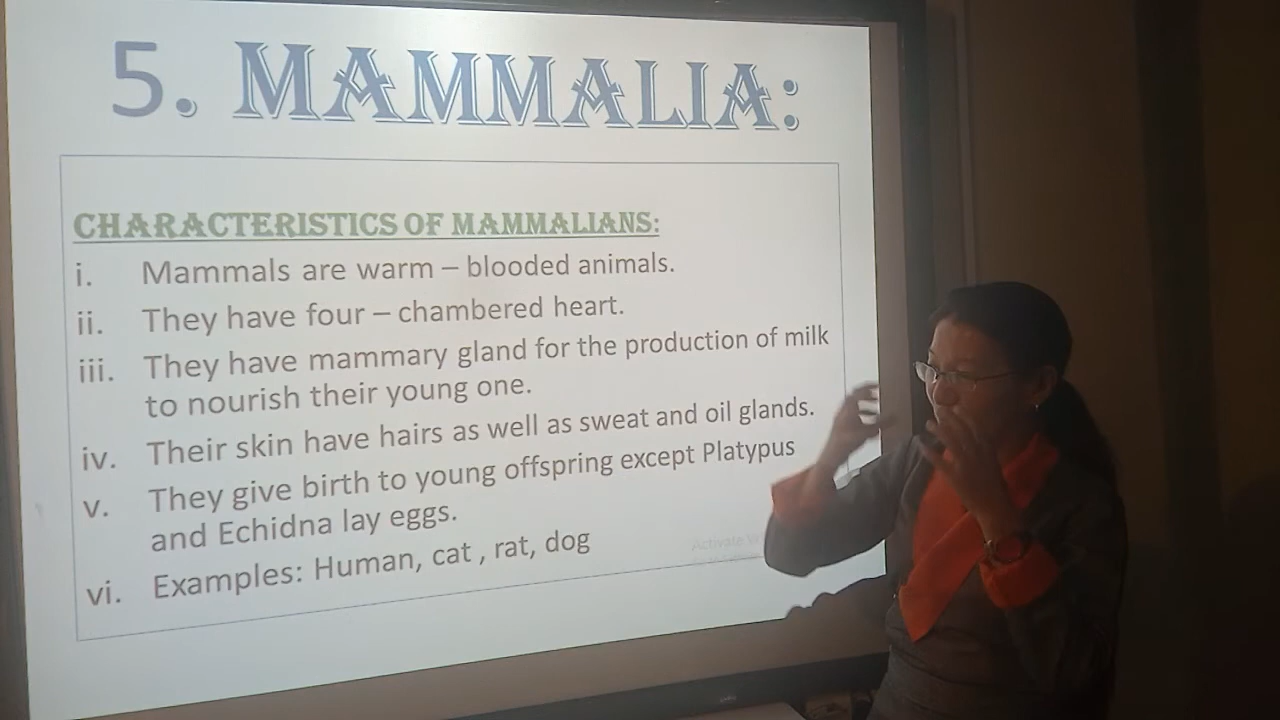 5. MAMMALIA:
CHARACTERISTICS OF MAMMALIANS:
i. Mammals are warm – blooded animals.
ii. They have four – chambered heart.
iii. They have mammary gland for the production of milk
to nourish their young one.
iv. Their skin have hairs as well as sweat and oil glands.
v. They give birth to young offspring except Platypus
and Echidna lay eggs.
vi. Examples: Human, cat , rat, dog
Activate